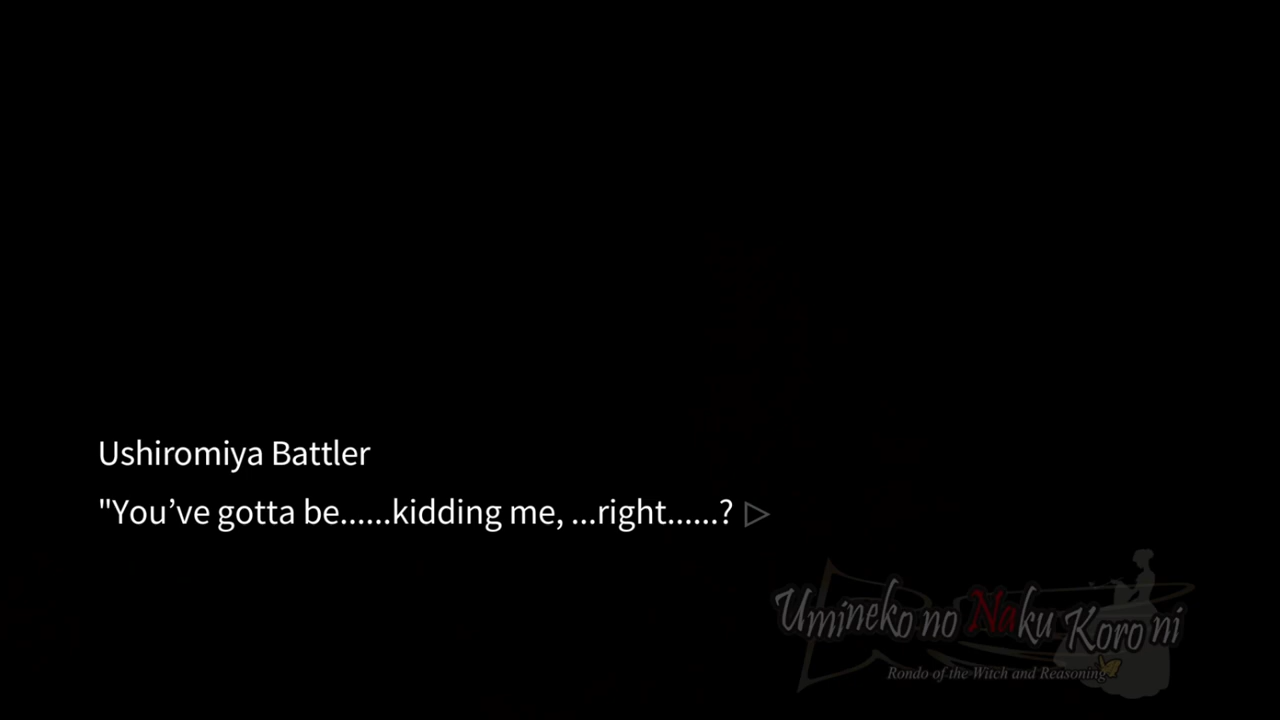 Ushiromiya Battler
"You’ve gotta be......kidding me, ...right......?
Umineko no Naku Koro ni
Rondo of the Witch and Reasoning